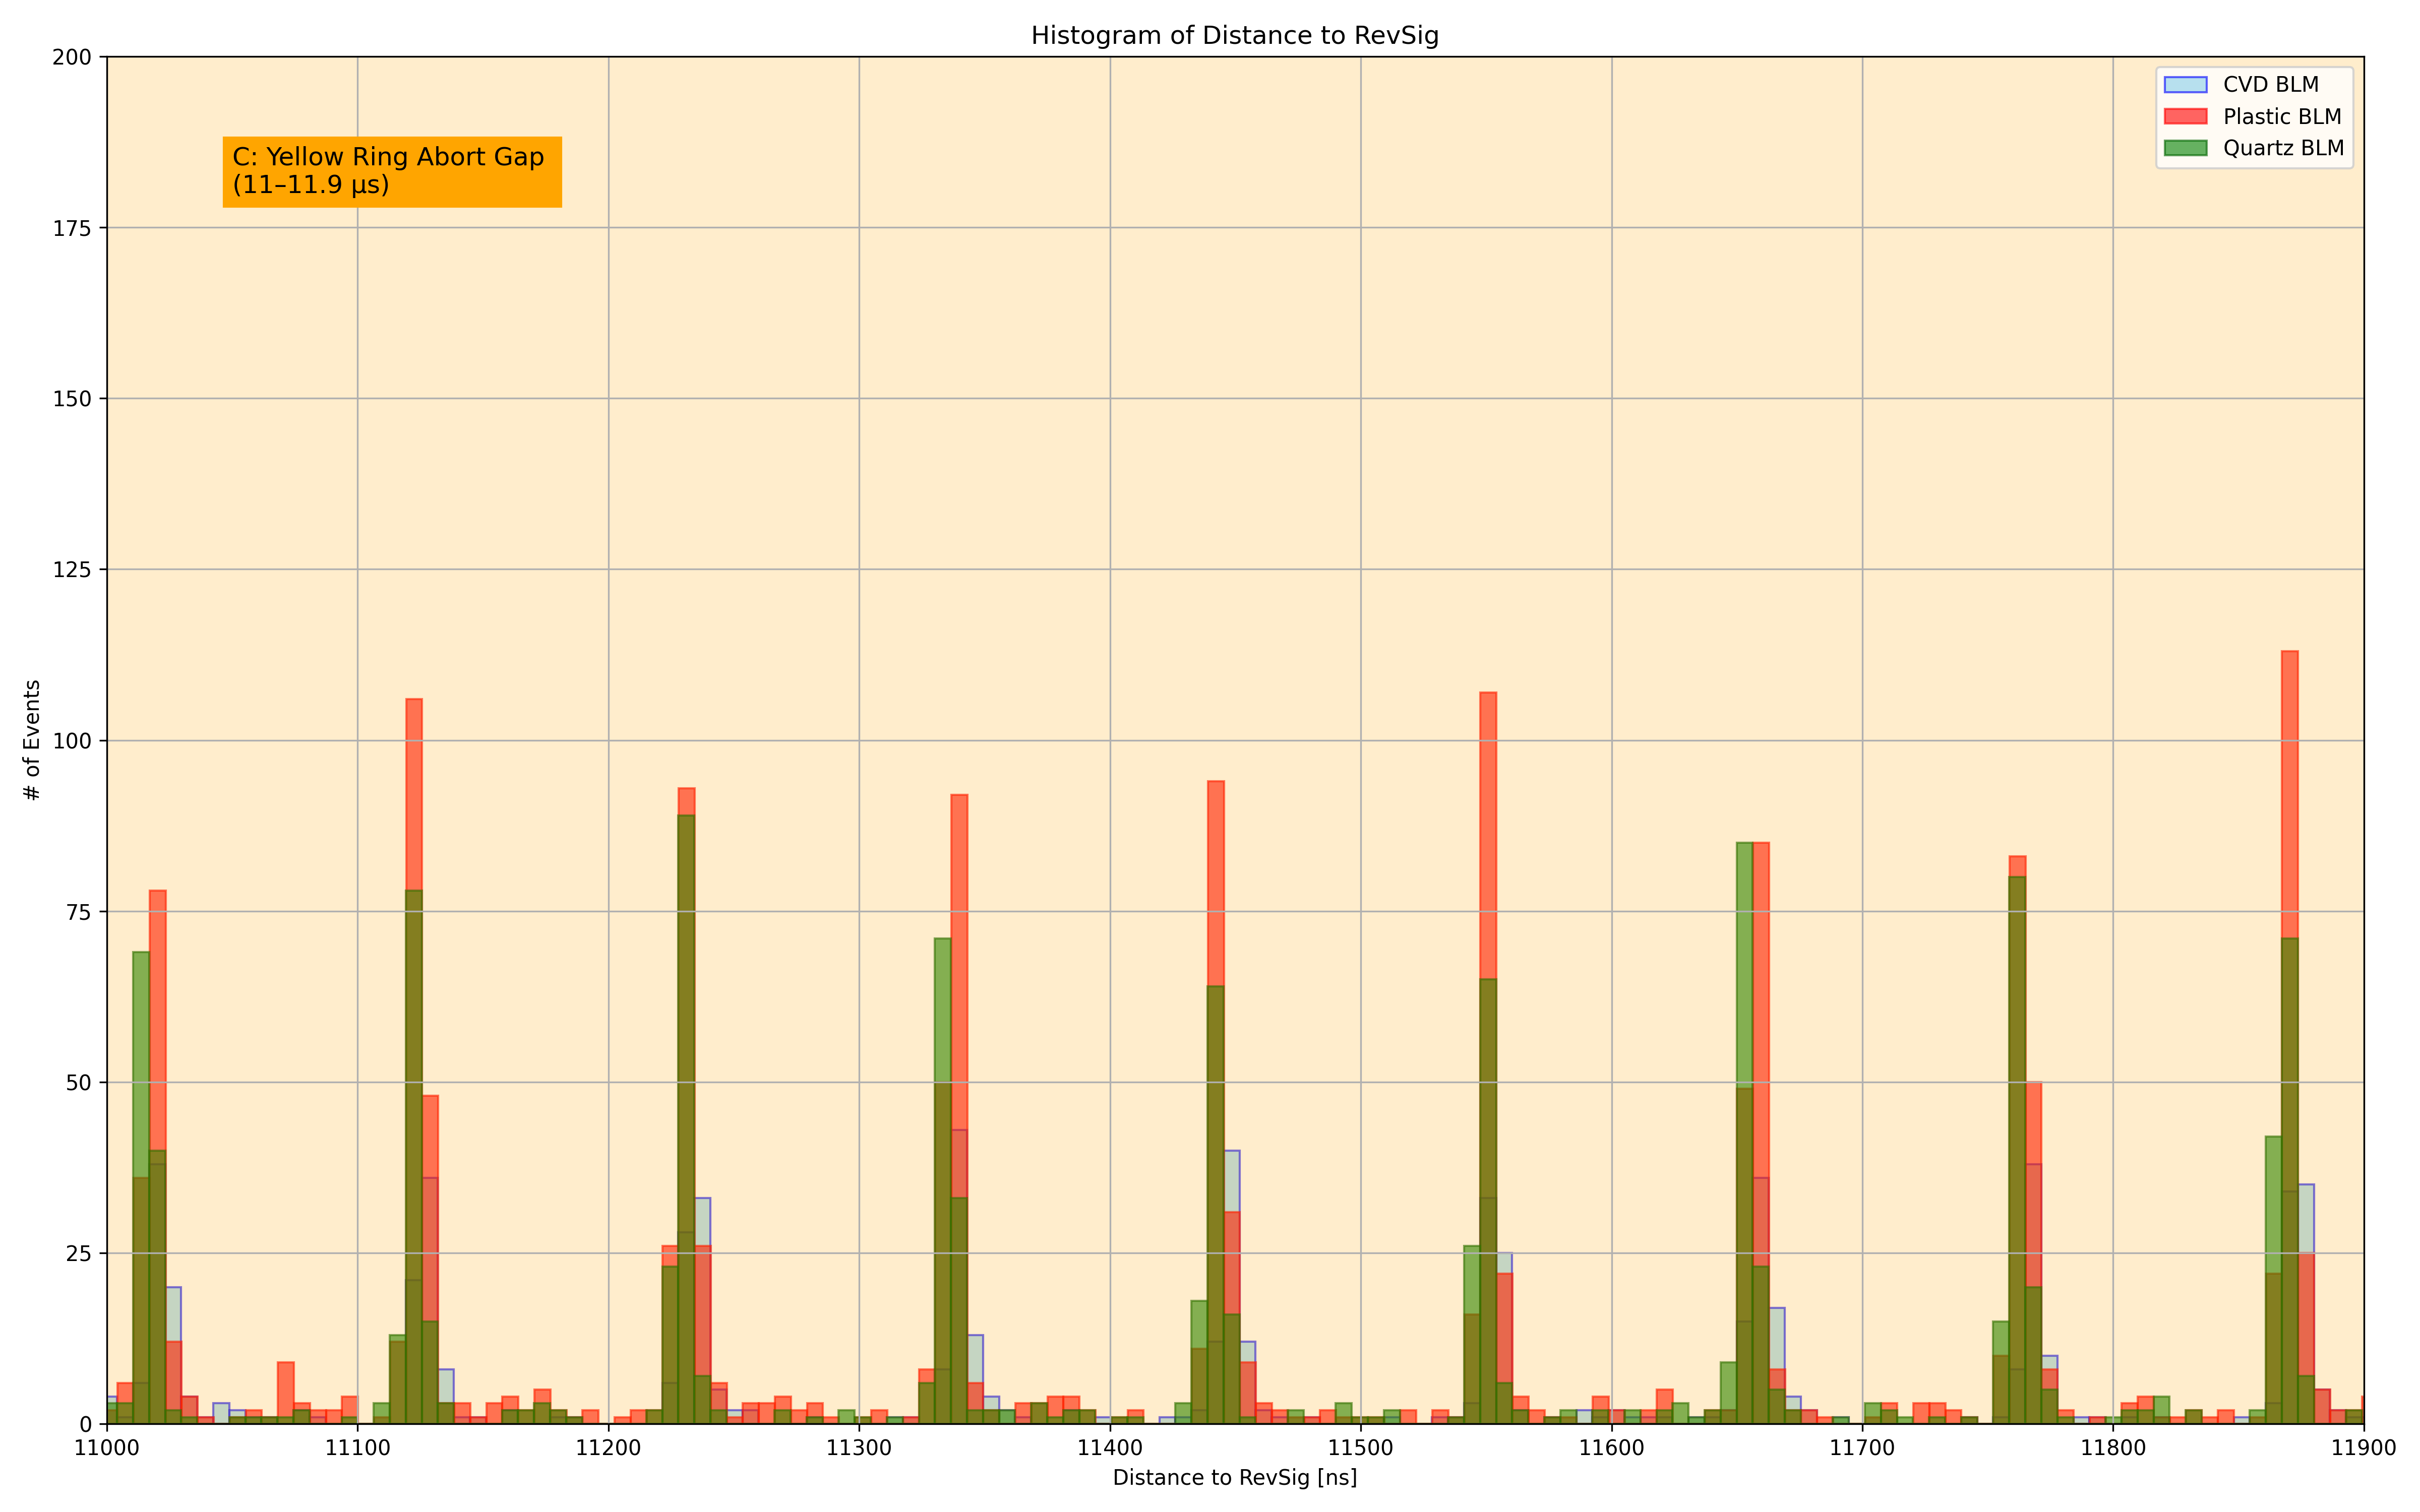 Histogram of Distance to RevSig
200
175
150
125
100
75
50
25
0
# of Events
C: Yellow Ring Abort Gap
(11–11.9 µs)
CVD BLM
Plastic BLM
Quartz BLM
11000 11100 11200 11300 11400 11500 11600 11700 11800 11900
Distance to RevSig [ns]